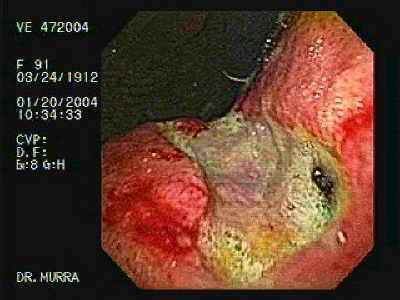 VE 472004
F 91
03/24/1912
01/20/2004
10:34:33
CVP:
D.F:
G:H
DR.MURRA